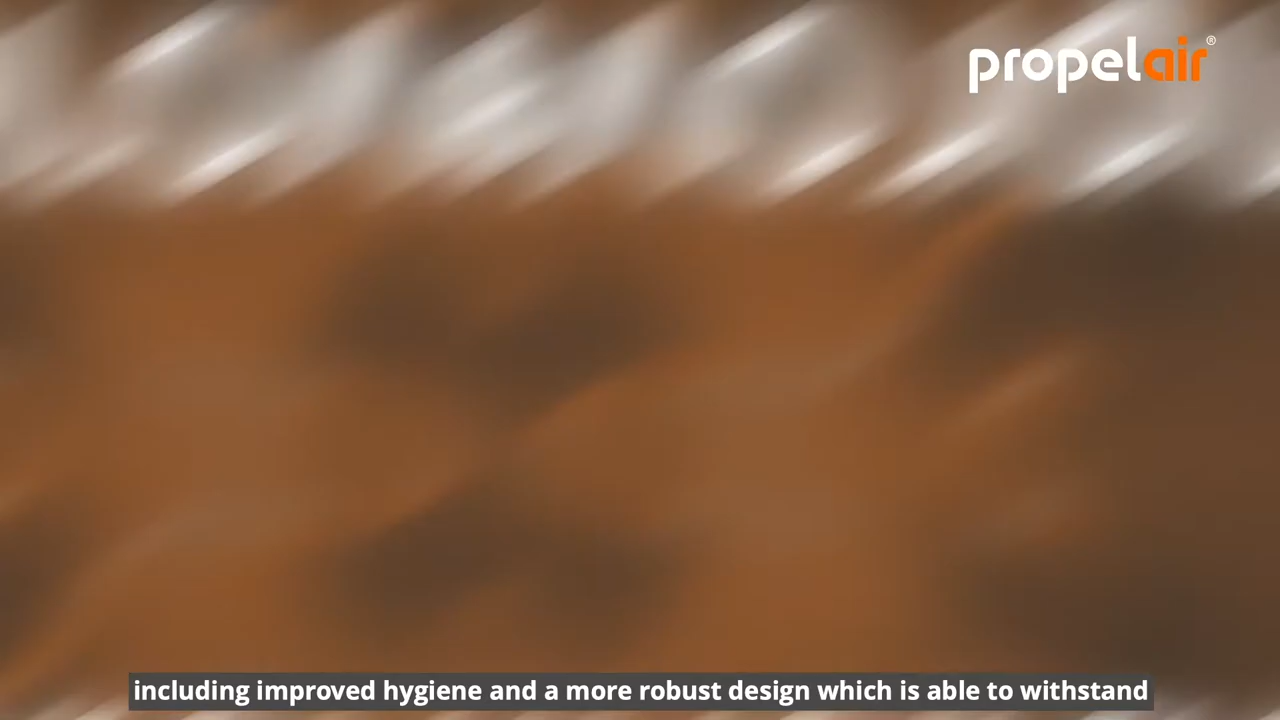 propelair®
including improved hygiene and a more robust design which is able to withstand